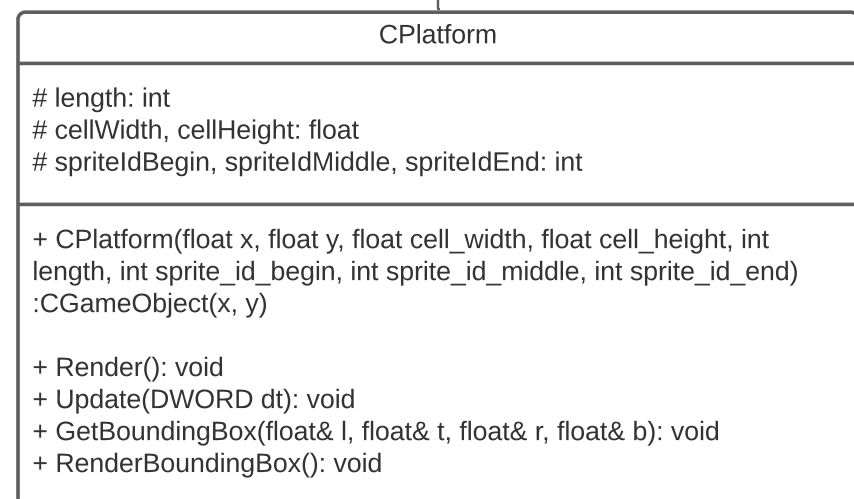 CPlatform
# length: int
# cellWidth, cellHeight: float
# spriteIdBegin, spriteIdMiddle, spriteIdEnd: int
+ CPlatform(float x, float y, float cell_width, float cell_height, int
length, int sprite_id_begin, int sprite_id_middle, int sprite_id_end)
:CGameObject(x, y)
+ Render(): void
+ Update(DWORD dt): void
+ GetBoundingBox(float& l, float& t, float& r, float& b): void
+ RenderBoundingBox(): void